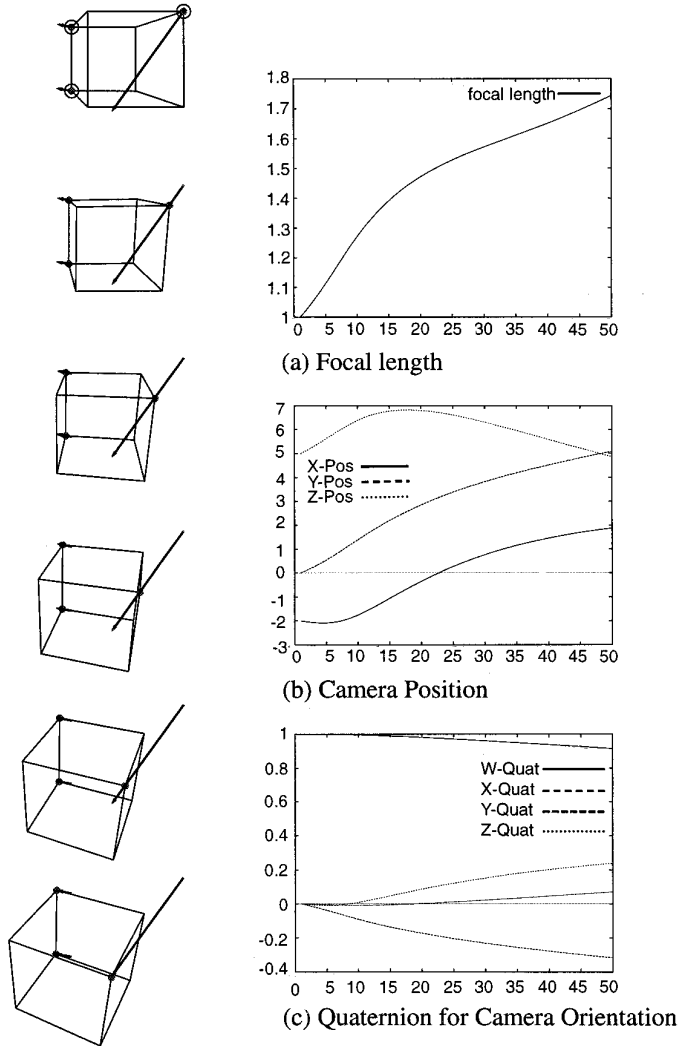 1.8
1.7
1.6
1.5
1.4
1.3
1.2
1.1
1
focal length
0 5 10 15 20 25 30 35 40 45 50
(a) Focal length
7
6
5
4
3
2
1
0
-1
-2
-3
X-Pos
Y-Pos
Z-Pos
0 5 10 15 20 25 30 35 40 45 50
(b) Camera Position
1
0.8
0.6
0.4
0.2
0
-0.2
-0.4
W-Quat
X-Quat
Y-Quat
Z-Quat
0 5 10 15 20 25 30 35 40 45 50
(c) Quaternion for Camera Orientation